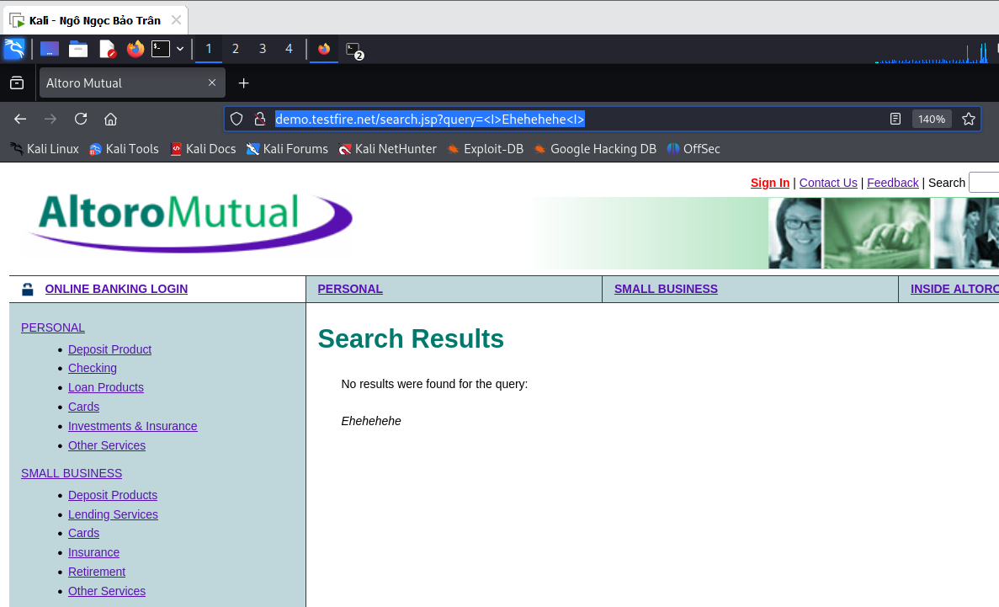 Kali - Ngô Ngọc Bảo Trân
1 2 3 4 2
Altoro Mutual
demo.testfire.net/search.jsp?query=<I>Ehehehehe<I> 140%
Kali Linux Kali Tools Kali Docs Kali Forums Kali NetHunter Exploit-DB Google Hacking DB OffSec
Sign In | Contact Us | Feedback | Search
AltoroMutual
ONLINE BANKING LOGIN PERSONAL SMALL BUSINESS INSIDE ALTORO
PERSONAL
Deposit Product
Checking
Loan Products
Cards
Investments & Insurance
Other Services
SMALL BUSINESS
Deposit Products
Lending Services
Cards
Insurance
Retirement
Other Services
Search Results
No results were found for the query:
Ehehehehe